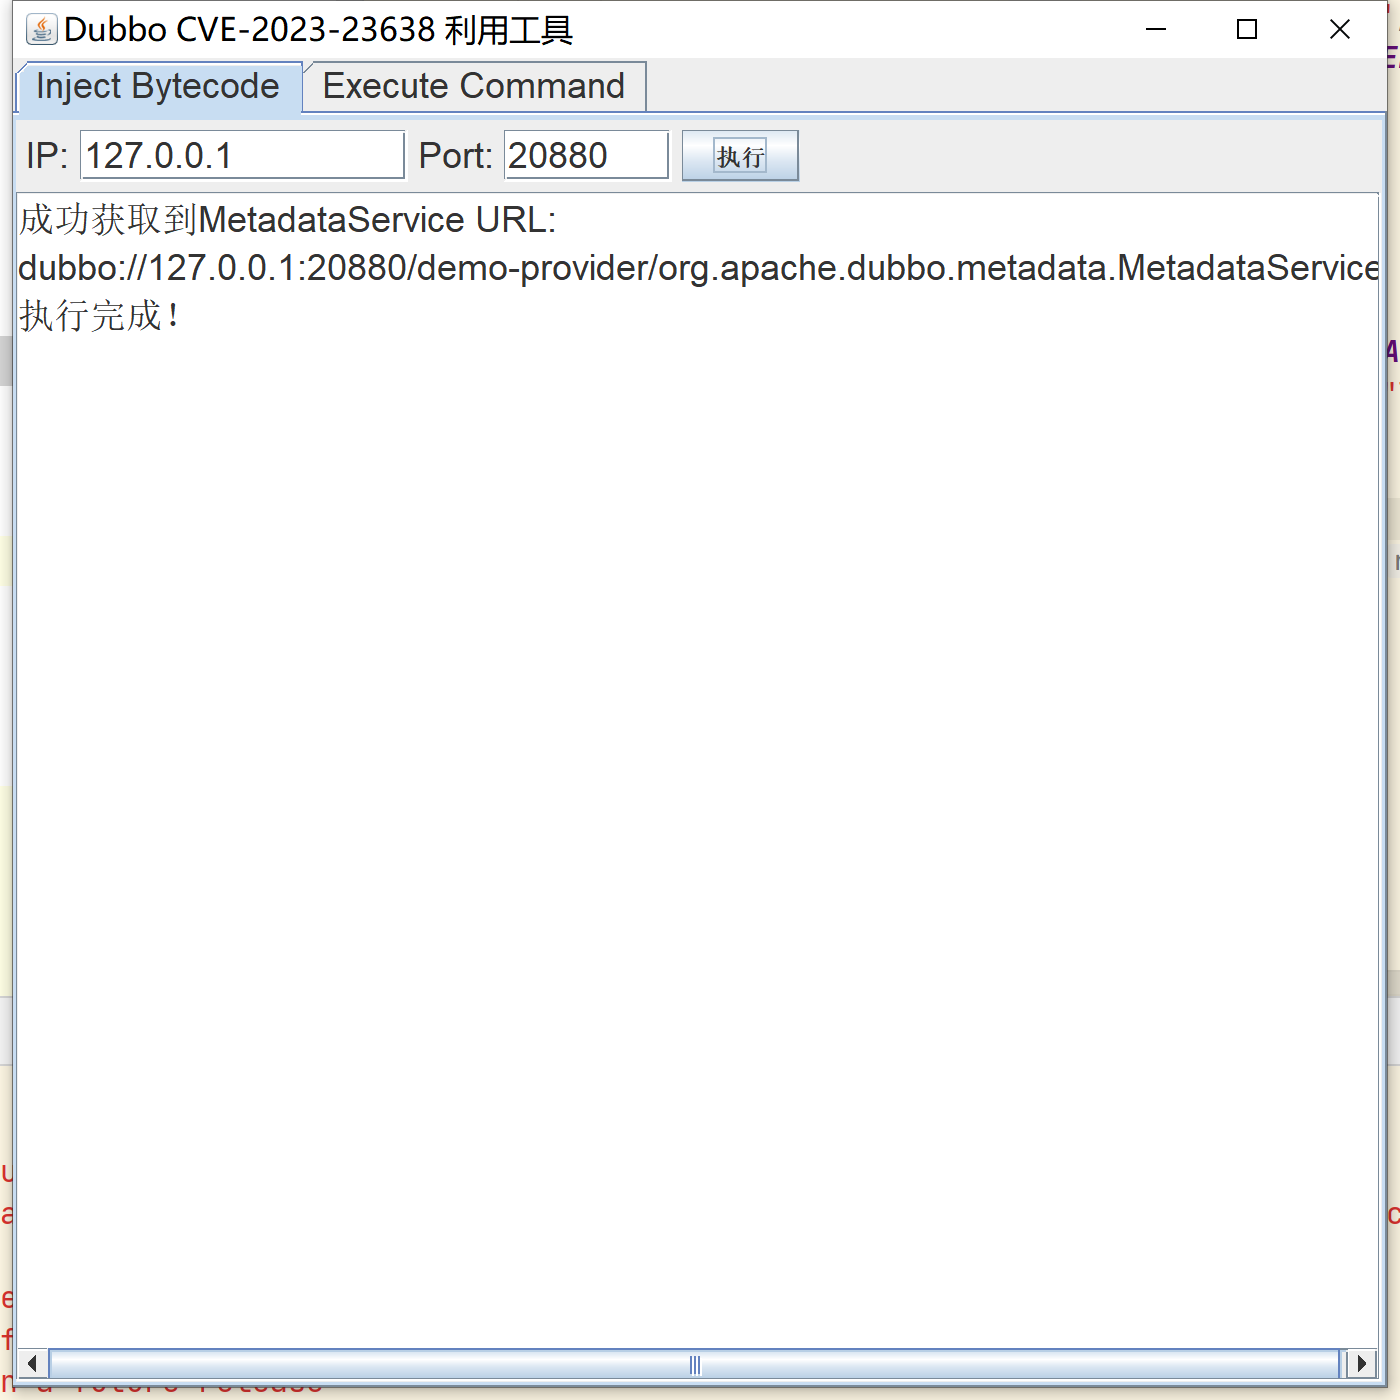 Dubbo CVE-2023-23638 利用工具
Inject Bytecode Execute Command
IP: 127.0.0.1 Port: 20880 执行
成功获取到MetadataService URL:
dubbo://127.0.0.1:20880/demo-provider/org.apache.dubbo.metadata.MetadataService
执行完成！